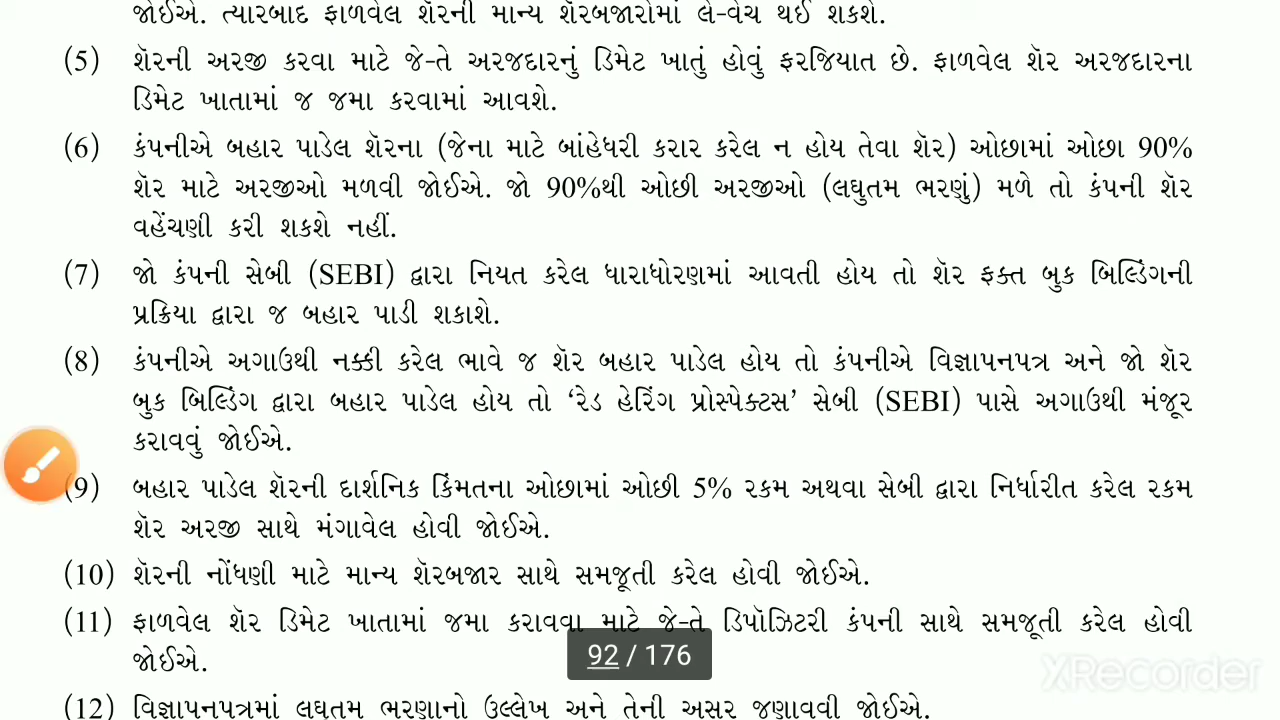 જોઈએ. ત્યારબાદ ફાળવેલ શૅરની માન્ય શૅરબજારોમાં લે-વેચ થઈ શકશે.
(5) શૅરની અરજી કરવા માટે જે-તે અરજદારનું ડિમેટ ખાતું હોવું ફરજિયાત છે. ફાળવેલ શૅર અરજદારના
ડિમેટ ખાતામાં જ જમા કરવામાં આવશે.
(6) કંપનીએ બહાર પાડેલ શૅરના (જેના માટે બાંહેધરી કરાર કરેલ ન હોય તેવા શૅર) ઓછામાં ઓછા 90%
શૅર માટે અરજીઓ મળવી જોઈએ. જો 90%થી ઓછી અરજીઓ (લઘુતમ ભરણું) મળે તો કંપની શૅર
વહેંચણી કરી શકશે નહીં.
(7) જો કંપની સેબી (SEBI) દ્વારા નિયત કરેલ ધારાધોરણમાં આવતી હોય તો શૅર ફક્ત બુક બિલ્ડિંગની
પ્રક્રિયા દ્વારા જ બહાર પાડી શકાશે.
(8) કંપનીએ અગાઉથી નક્કી કરેલ ભાવે જ શૅર બહાર પાડેલ હોય તો કંપનીએ વિજ્ઞાપનપત્ર અને જો શૅર
બુક બિલ્ડિંગ દ્વારા બહાર પાડેલ હોય તો ‘રેડ હેરિંગ પ્રોસ્પેક્ટસ’ સેબી (SEBI) પાસે અગાઉથી મંજૂર
કરાવવું જોઈએ.
(9) બહાર પાડેલ શૅરની દાર્શનિક કિંમતના ઓછામાં ઓછી 5% રકમ અથવા સેબી દ્વારા નિર્ધારીત કરેલ રકમ
શૅર અરજી સાથે મંગાવેલ હોવી જોઈએ.
(10) શૅરની નોંધણી માટે માન્ય શૅરબજાર સાથે સમજૂતી કરેલ હોવી જોઈએ.
(11) ફાળવેલ શૅર ડિમેટ ખાતામાં જમા કરાવવા માટે જે-તે ડિપૉઝિટરી કંપની સાથે સમજૂતી કરેલ હોવી
જોઈએ.
92 / 176
XRecorder
(12) વિજ્ઞાપનપત્રમાં લઘતમ ભરણાનો ઉલ્લેખ અને તેની અસર જણાવવી જોઈએ.